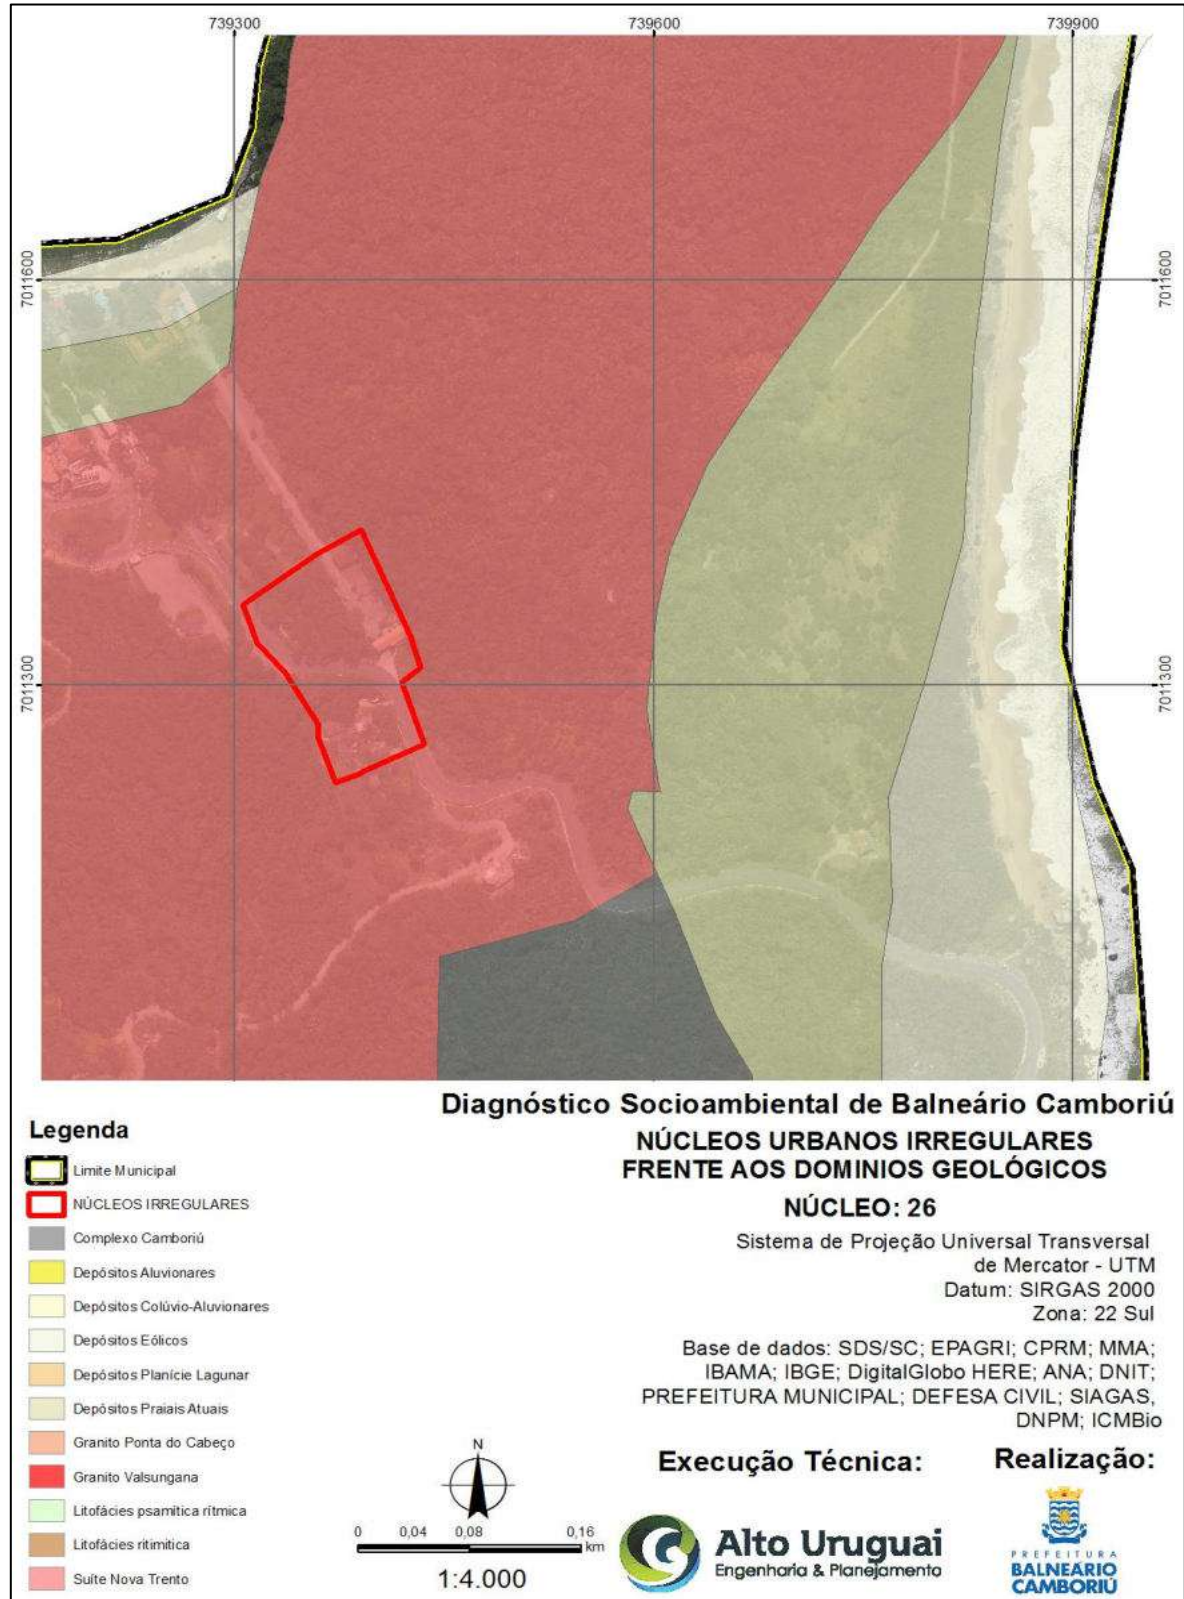 739300
739600
739900
7011600
7011600
7011300
7011300
Diagnóstico Socioambiental de Balneário Camboriú
NÚCLEOS URBANOS IRREGULARES
FRENTE AOS DOMINIOS GEOLÓGICOS
NÚCLEO: 26
Sistema de Projeção Universal Transversal
de Mercator - UTM
Datum: SIRGAS 2000
Zona: 22 Sul
Base de dados: SDS/SC; EPAGRI; CPRM; MMA;
IBAMA; IBGE; DigitalGlobo HERE; ANA; DNIT;
PREFEITURA MUNICIPAL; DEFESA CIVIL; SIAGAS,
DNPM; ICMBio
Legenda
Limite Municipal
NÚCLEOS IRREGULARES
Complexo Camboriú
Depósitos Aluvionares
Depósitos Colúvio-Aluvionares
Depósitos Eólicos
Depósitos Planície Lagunar
Depósitos Praiais Atuais
Granito Ponta do Cabeço
Granito Valsungana
Litofácies psamítica rítmica
Litofácies ritimitica
Suíte Nova Trento
N
0 0,04 0,08 0,16
km
1:4.000
Execução Técnica:
Alto Uruguai
Engenharia & Planejamento
Realização:
PREFEITURA
BALNEÁRIO
CAMBORIÚ